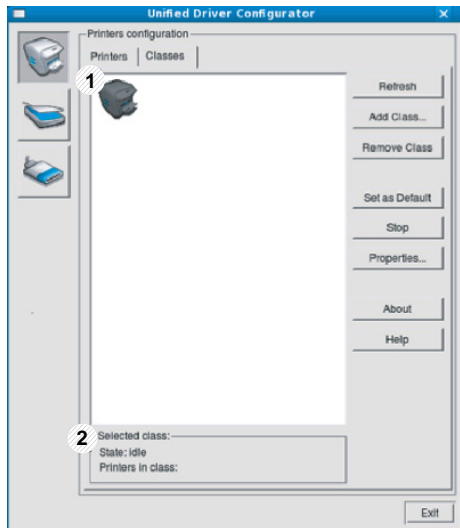 Unified Driver Configurator
Printers configuration
Printers Classes
1
Refresh
Add Class...
Remove Class
Set as Default
Stop
Properties...
About
Help
2 Selected class:
State: idle
Printers in class:
Exit